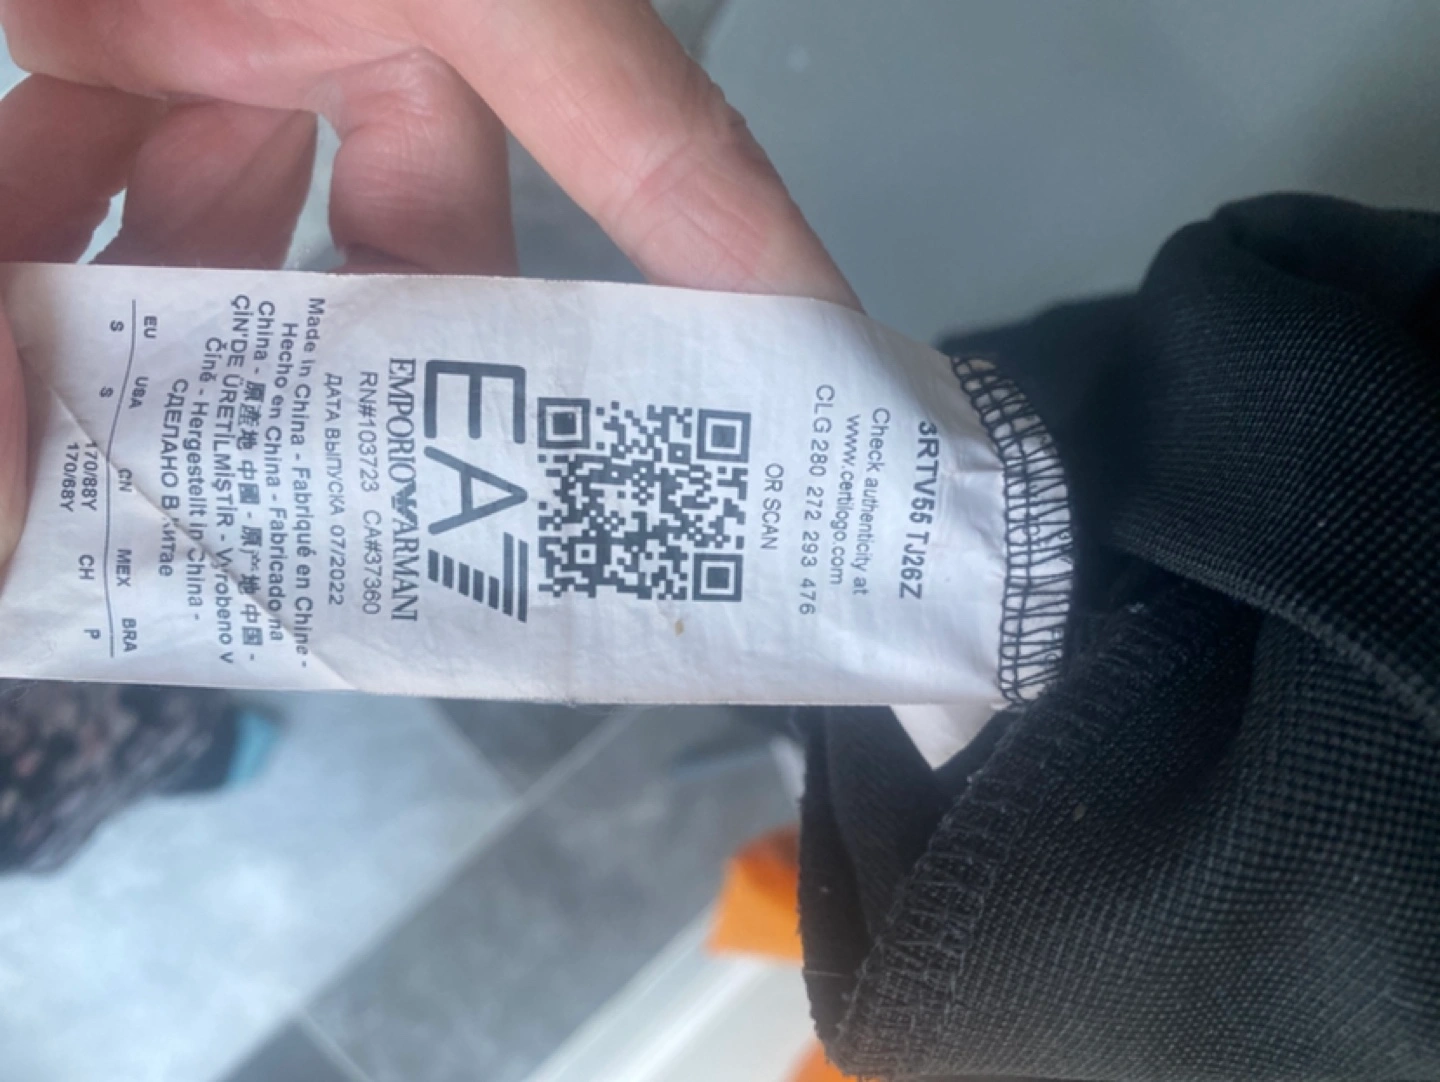 3RTV55 TJ26Z
Check authenticity at
www.certilogo.com
CLG 280 272 293 476
OR SCAN
EA7
EMPORIO ARMANI
RN#103723 CA#37360
ДАТА ВЫПУСКА 07/2022
Made in China - Fabriqué en Chine -
Hecho en China - Fabricado na
China - 原產地 中國 - 原产地 中国 -
ÇİN'DE ÜRETİLMİŞTİR - Vyrobeno v
Číně - Hergestellt in China -
СДЕЛАНО В Китае
EU USA CN MEX BRA
S S 170/88Y CH P
170/68Y